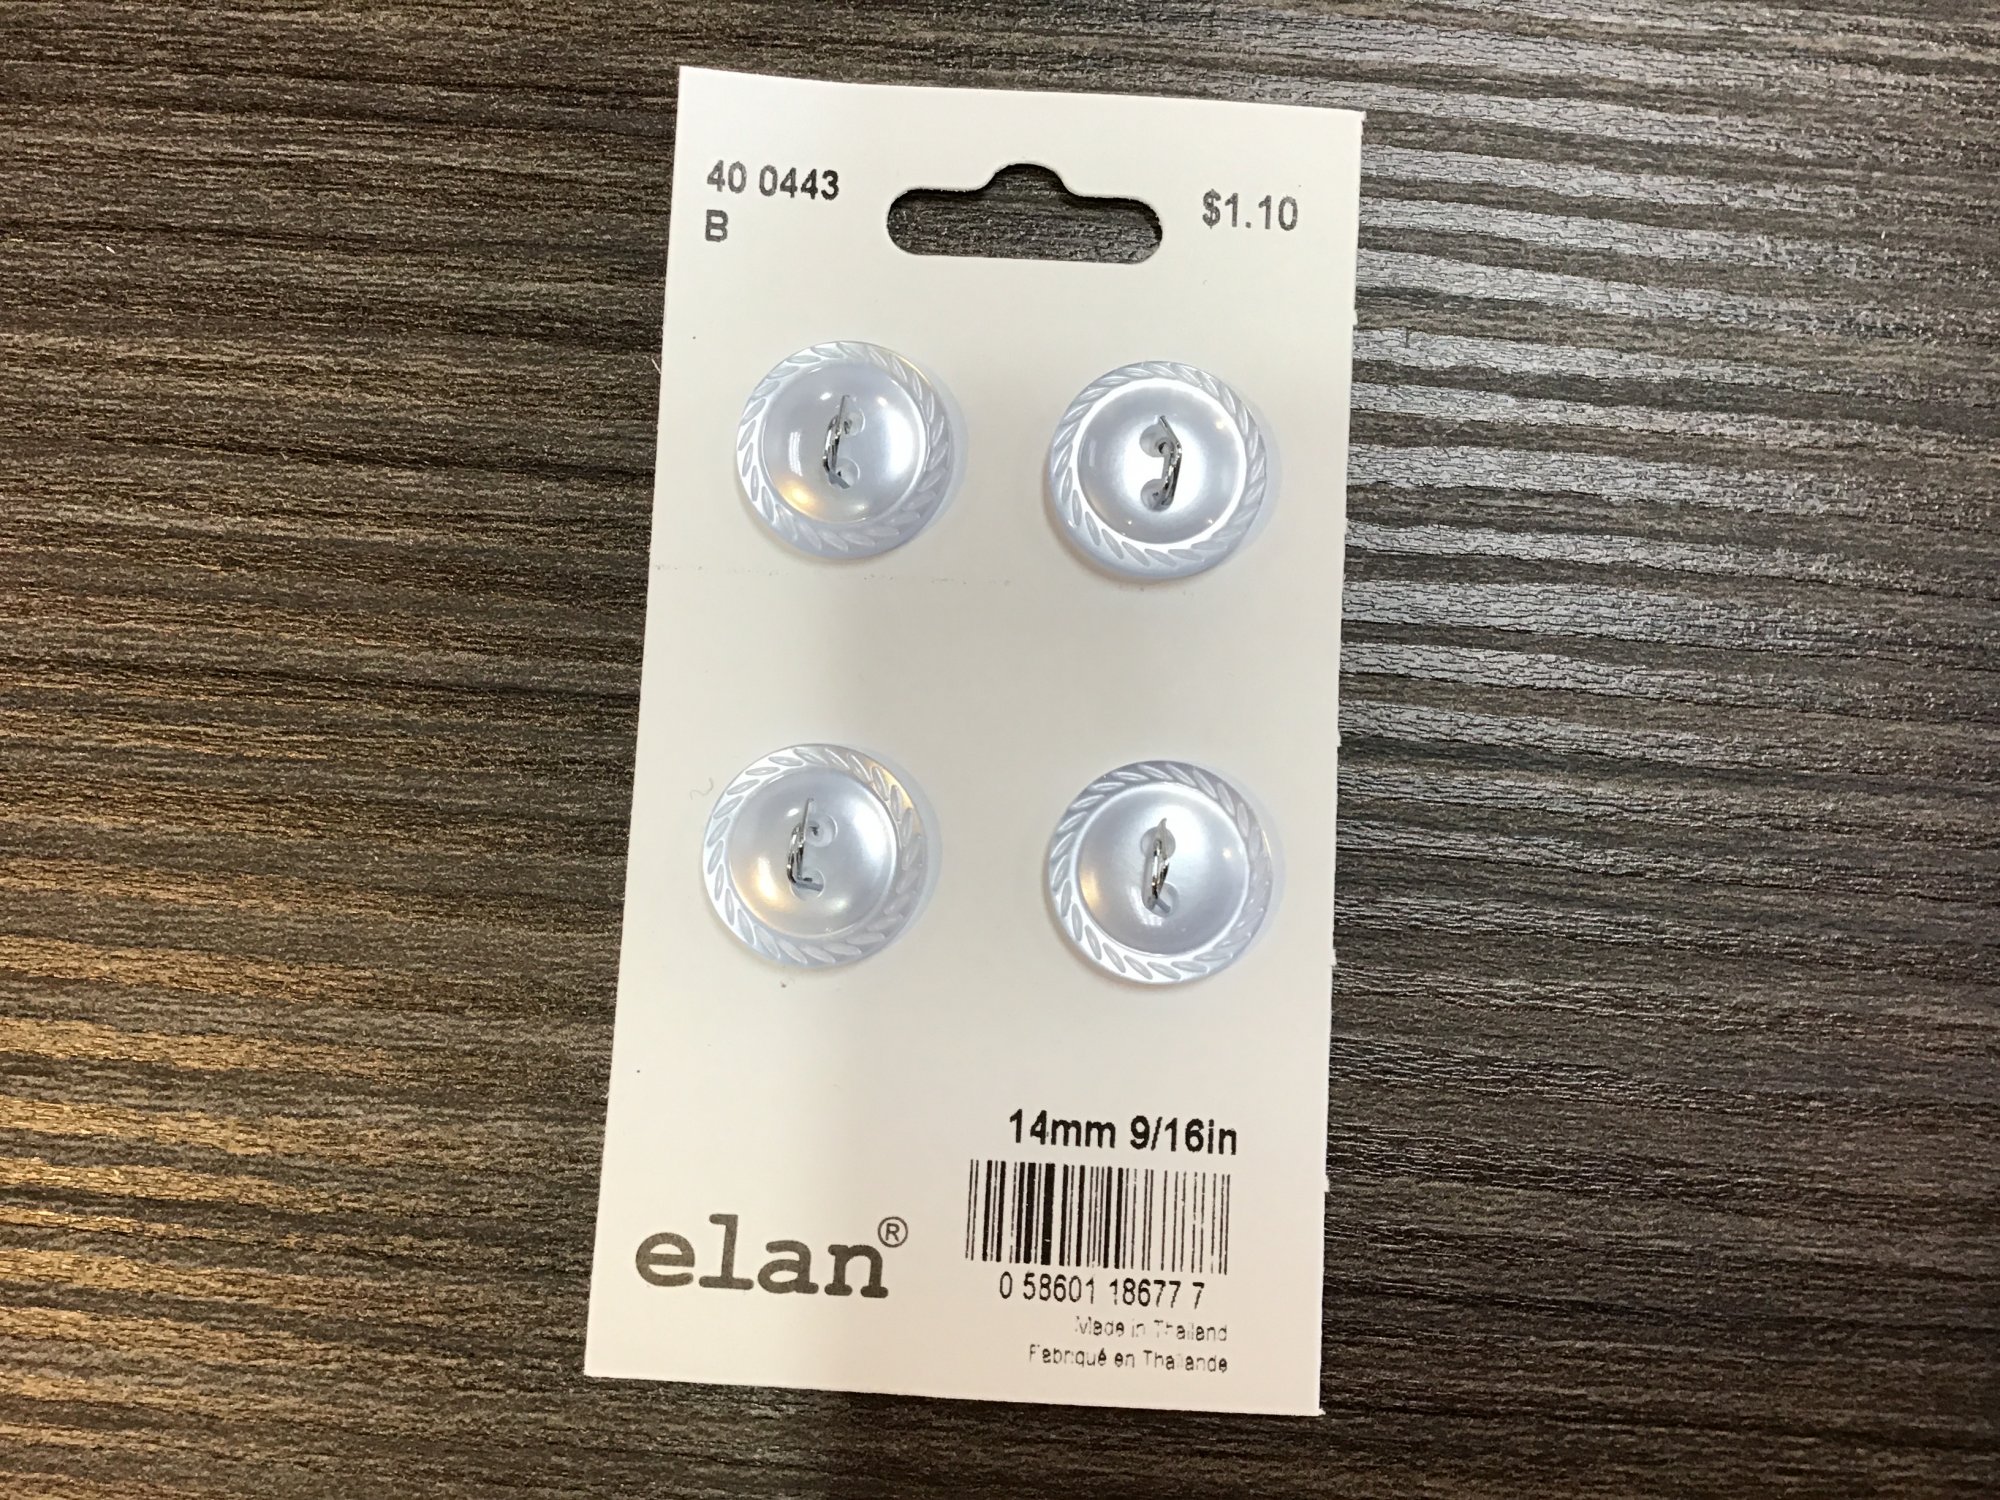 40 0443
B
$1.10
14mm 9/16in
elan®
0 58601 18677 7
Made in Thailand
Fabriqué en Thaïlande